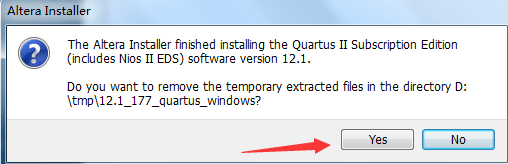 Altera Installer
The Altera Installer finished installing the Quartus II Subscription Edition
(includes Nios II EDS) software version 12.1.
Do you want to remove the temporary extracted files in the directory D:
\tmp\12.1_177_quartus_windows?
Yes No